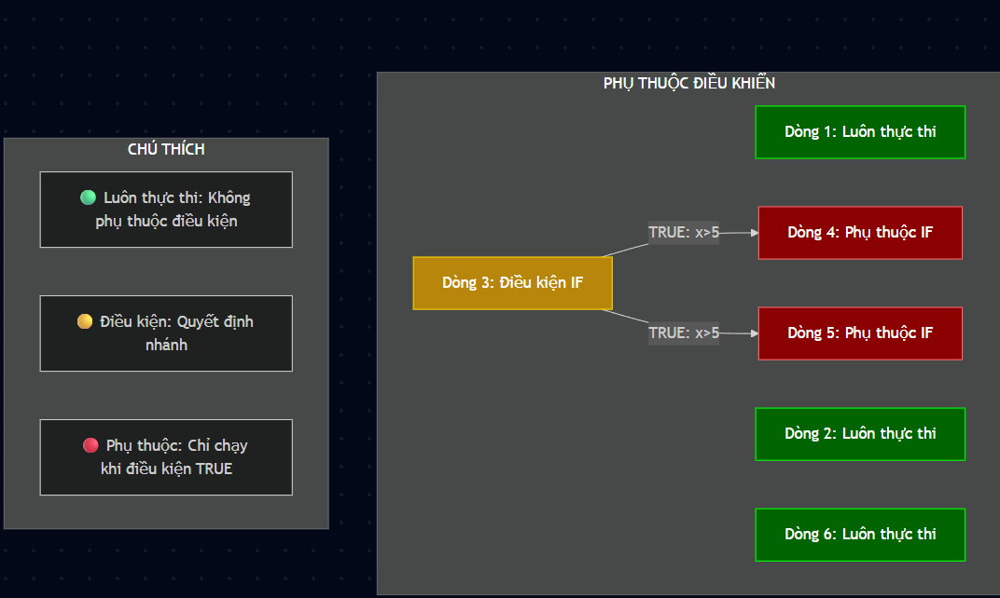 CHÚ THÍCH
Luôn thực thi: Không
phụ thuộc điều kiện
Điều kiện: Quyết định
nhánh
Phụ thuộc: Chỉ chạy
khi điều kiện TRUE
PHỤ THUỘC ĐIỀU KHIỂN
Dòng 1: Luôn thực thi
TRUE: x>5
Dòng 4: Phụ thuộc IF
Dòng 3: Điều kiện IF
TRUE: x>5
Dòng 5: Phụ thuộc IF
Dòng 2: Luôn thực thi
Dòng 6: Luôn thực thi